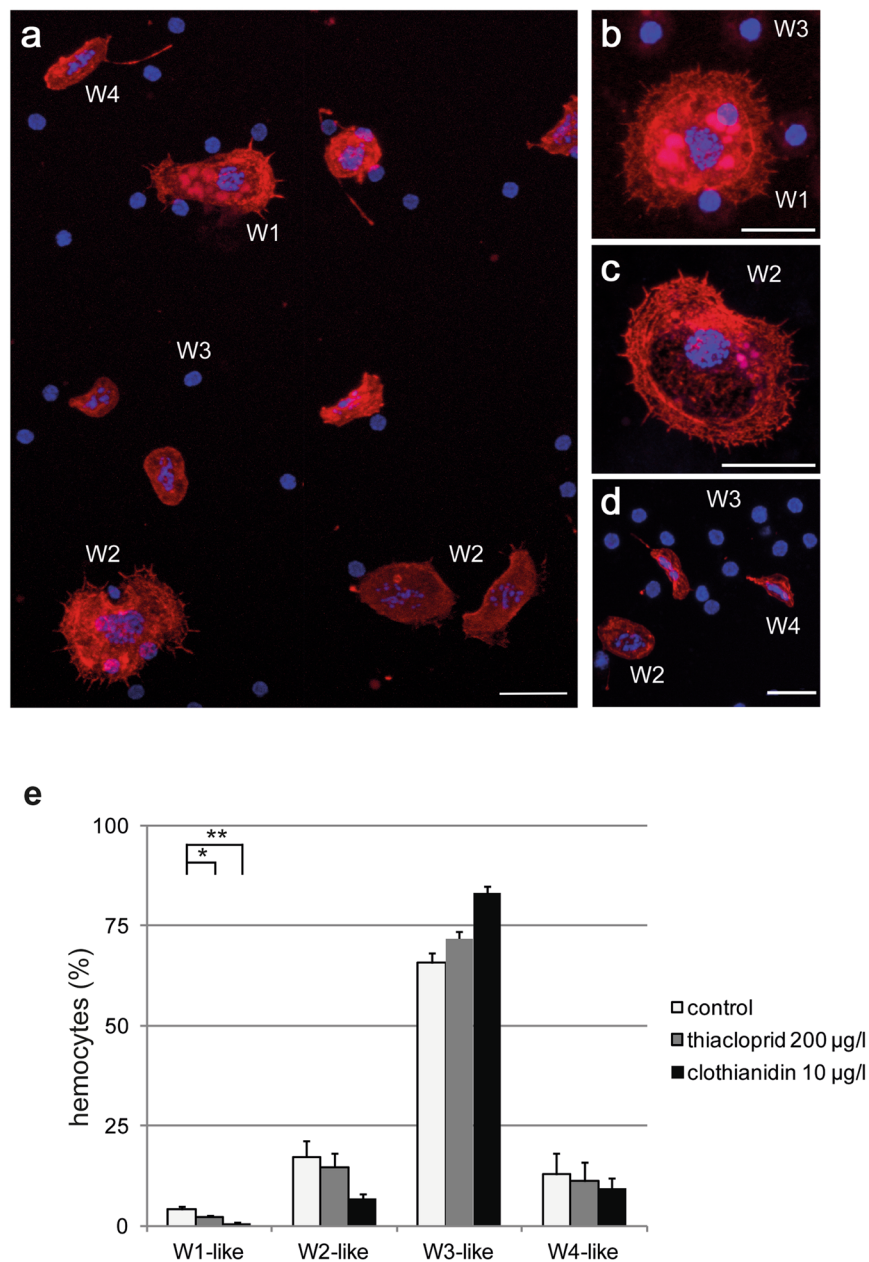 a
W4
W1
W3
W2
W2
b
W3
W1
c
W2
d
W3
W4
W2
e
100
75
50
25
0
hemocytes (%)
**
*
W1-like
W2-like
W3-like
W4-like
control
thiacloprid 200 µg/l
clothianidin 10 µg/l